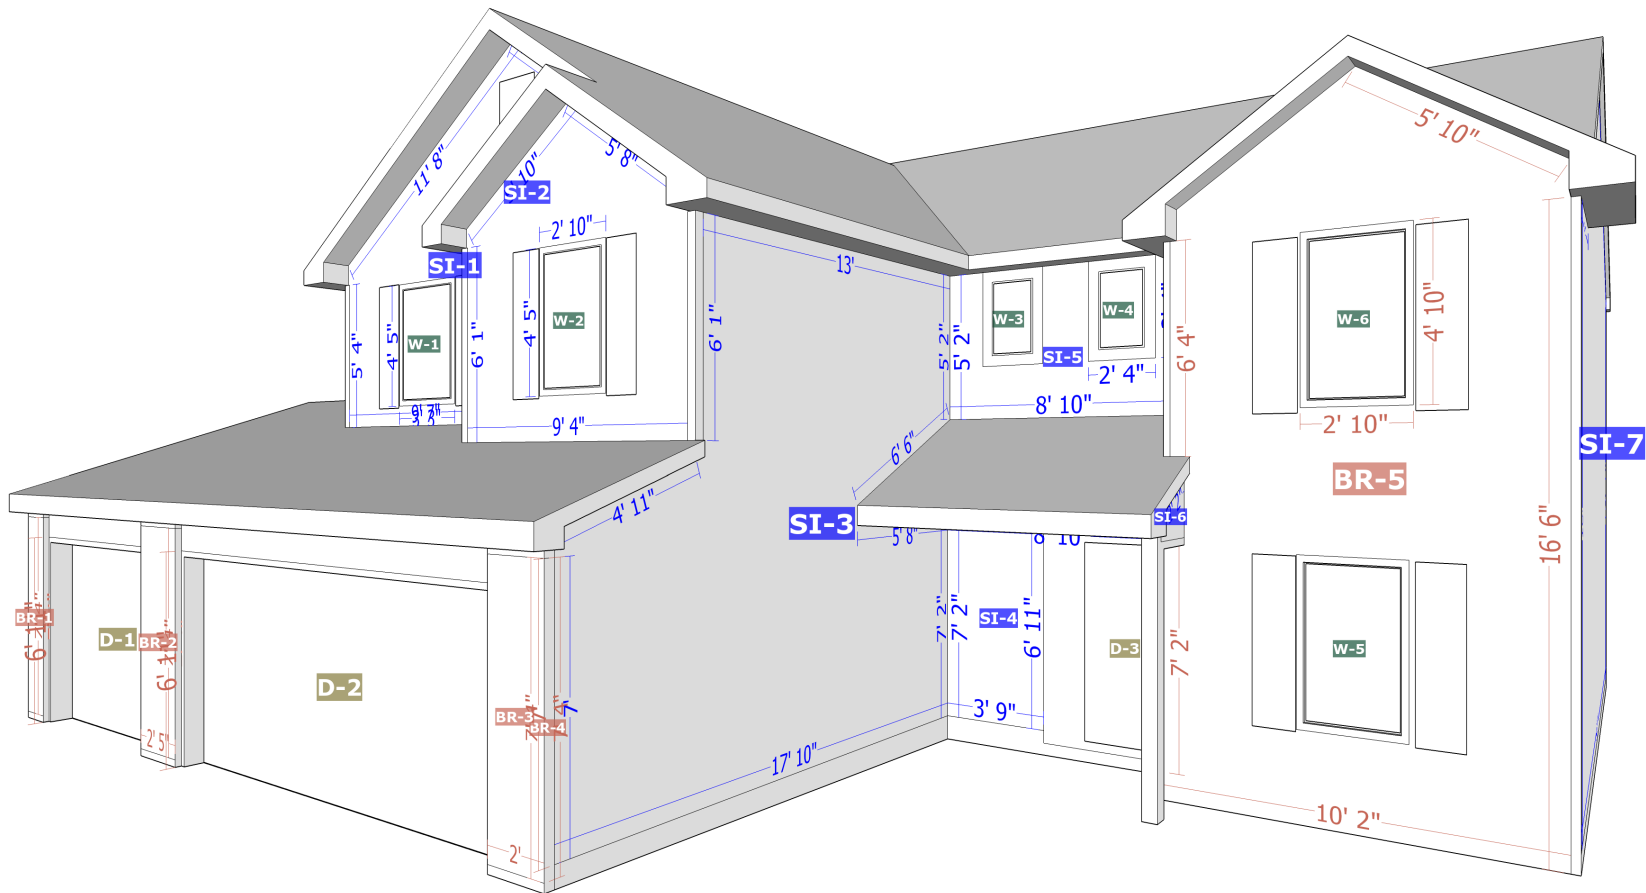 5' 10"
11' 8"
5' 8"
SI-2
2' 10"
SI-1
13'
W-3
W-4
W-6
4' 10"
W-2
4' 5"
W-1
4' 5"
5' 4"
6' 1"
6' 1"
5' 2"
5' 2"
SI-5
2' 4"
6' 4"
8' 10"
9' 4"
2' 10"
6' 6"
SI-7
BR-5
4' 11"
SI-3
SI-6
5' 8"
8' 10"
16' 6"
BR-1
D-1
BR-2
7' 2"
7' 2"
SI-4
6' 11"
D-3
7' 2"
W-5
D-2
BR-3
BR-4
7'
3' 9"
2' 5"
17' 10"
10' 2"
2'